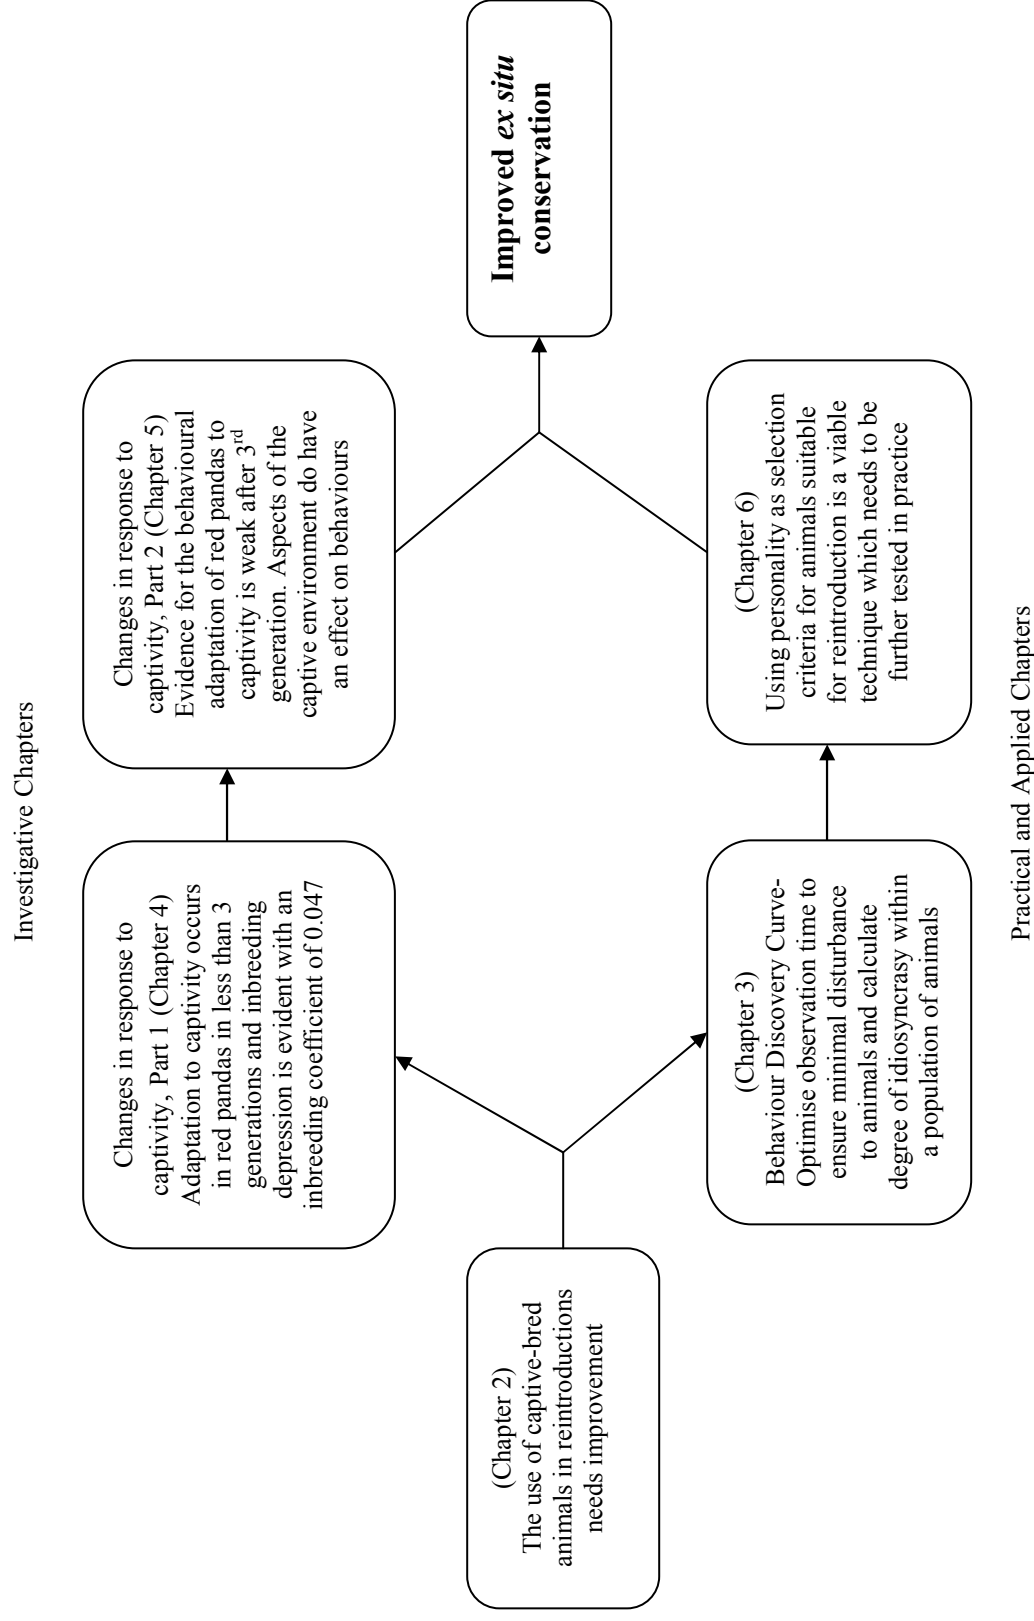 Investigative Chapters
(Chapter 2)
The use of captive-bred
animals in reintroductions
needs improvement
Changes in response to
captivity, Part 1 (Chapter 4)
Adaptation to captivity occurs
in red pandas in less than 3
generations and inbreeding
depression is evident with an
inbreeding coefficient of 0.047
Changes in response to
captivity, Part 2 (Chapter 5)
Evidence for the behavioural
adaptation of red pandas to
captivity is weak after 3rd
generation. Aspects of the
captive environment do have
an effect on behaviours
(Chapter 3)
Behaviour Discovery Curve-
Optimise observation time to
ensure minimal disturbance
to animals and calculate
degree of idiosyncrasy within
a population of animals
(Chapter 6)
Using personality as selection
criteria for animals suitable
for reintroduction is a viable
technique which needs to be
further tested in practice
Improved ex situ
conservation
Practical and Applied Chapters